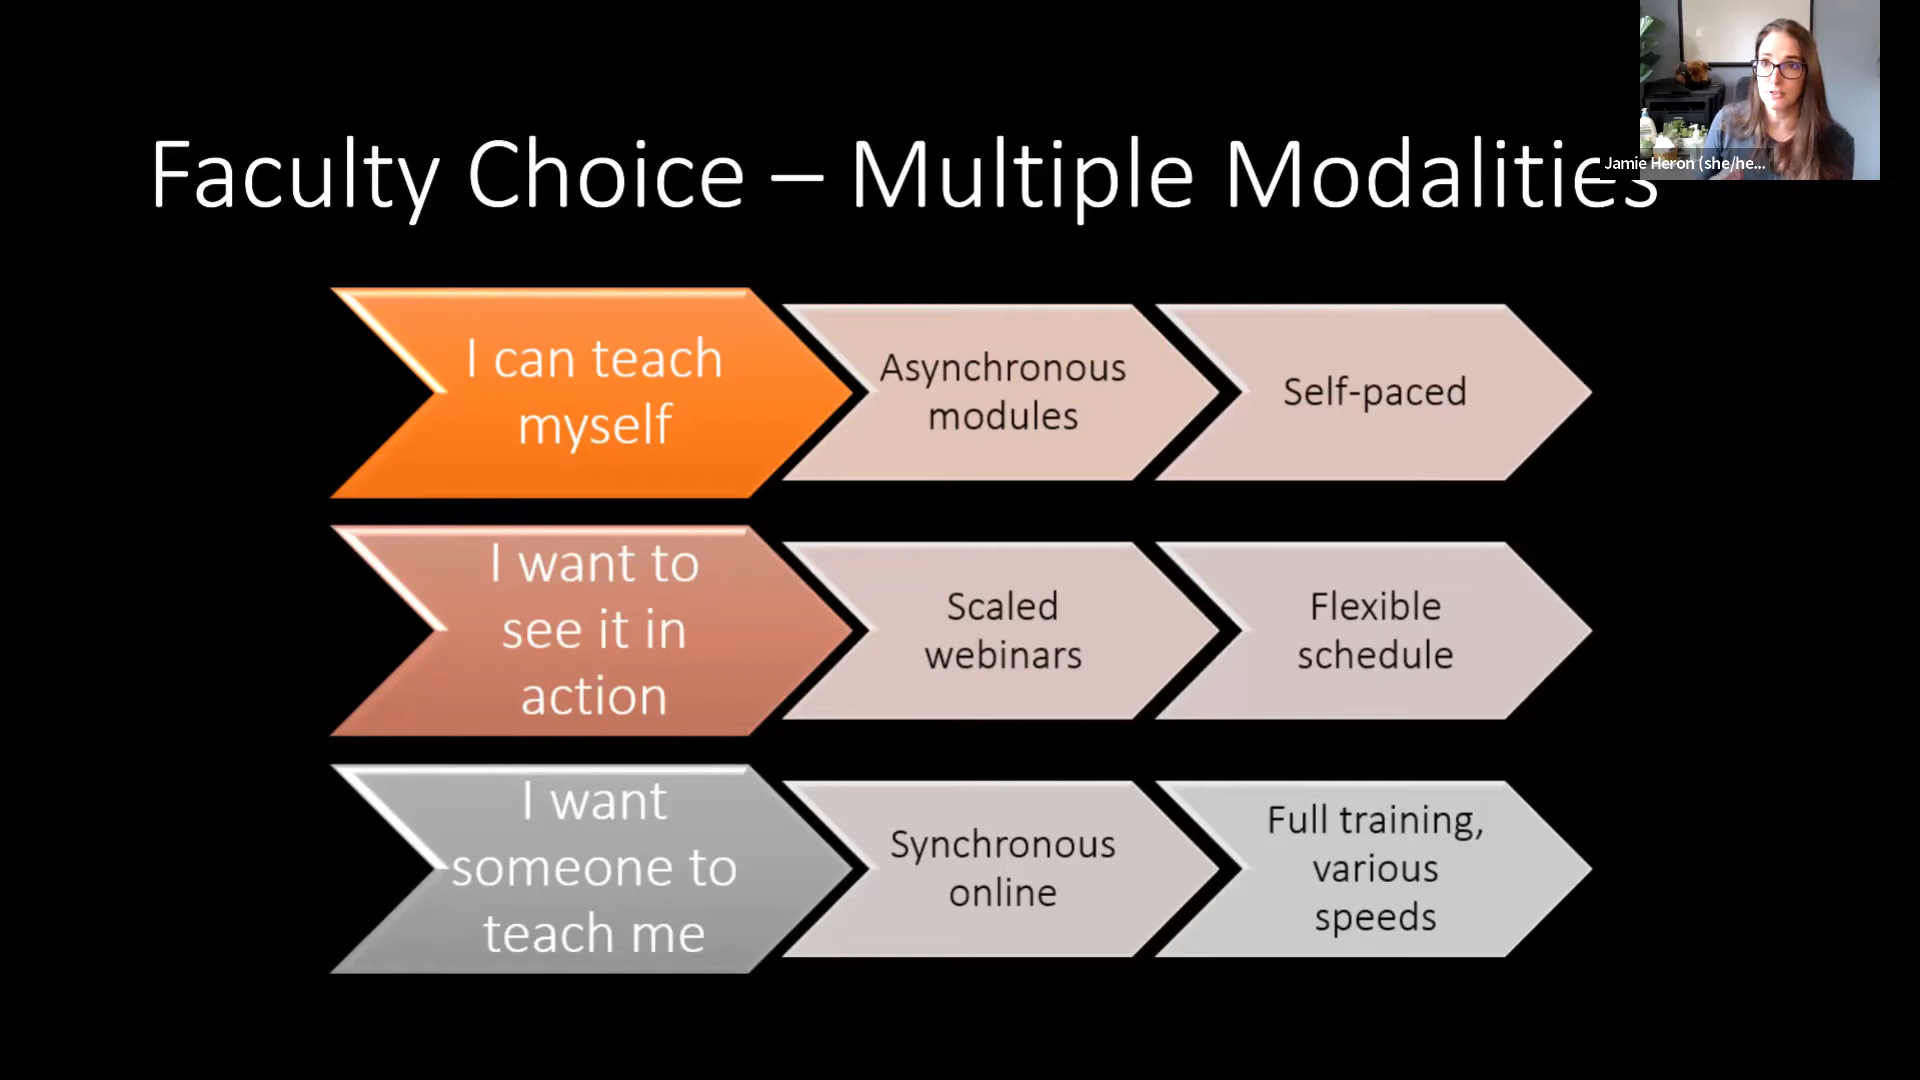 Faculty Choice – Multiple Modalities
Jamie Heron (she/he...
I can teach
myself
Asynchronous
modules
Self-paced
I want to
see it in
action
Scaled
webinars
Flexible
schedule
I want
someone to
teach me
Synchronous
online
Full training,
various
speeds